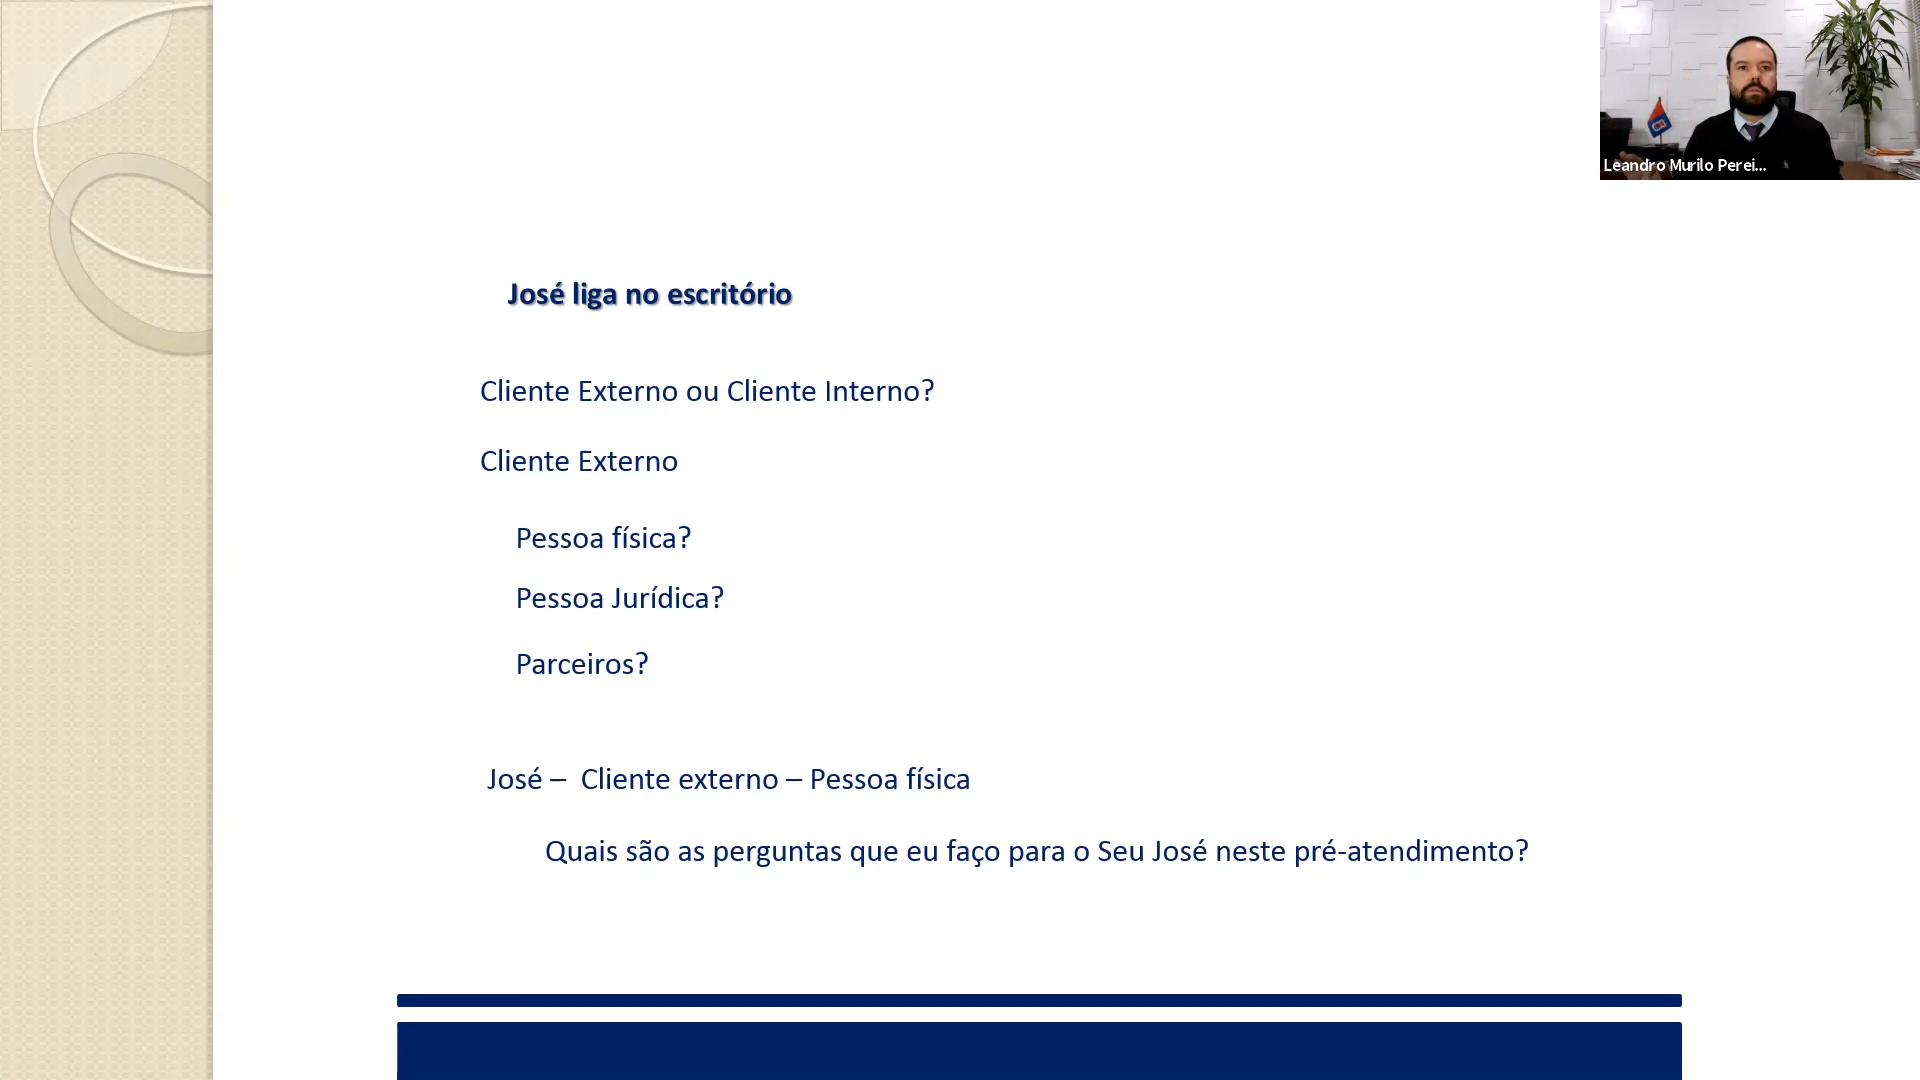 Leandro Murilo Perei...
José liga no escritório
Cliente Externo ou Cliente Interno?
Cliente Externo
Pessoa física?
Pessoa Jurídica?
Parceiros?
José – Cliente externo – Pessoa física
Quais são as perguntas que eu faço para o Seu José neste pré-atendimento?